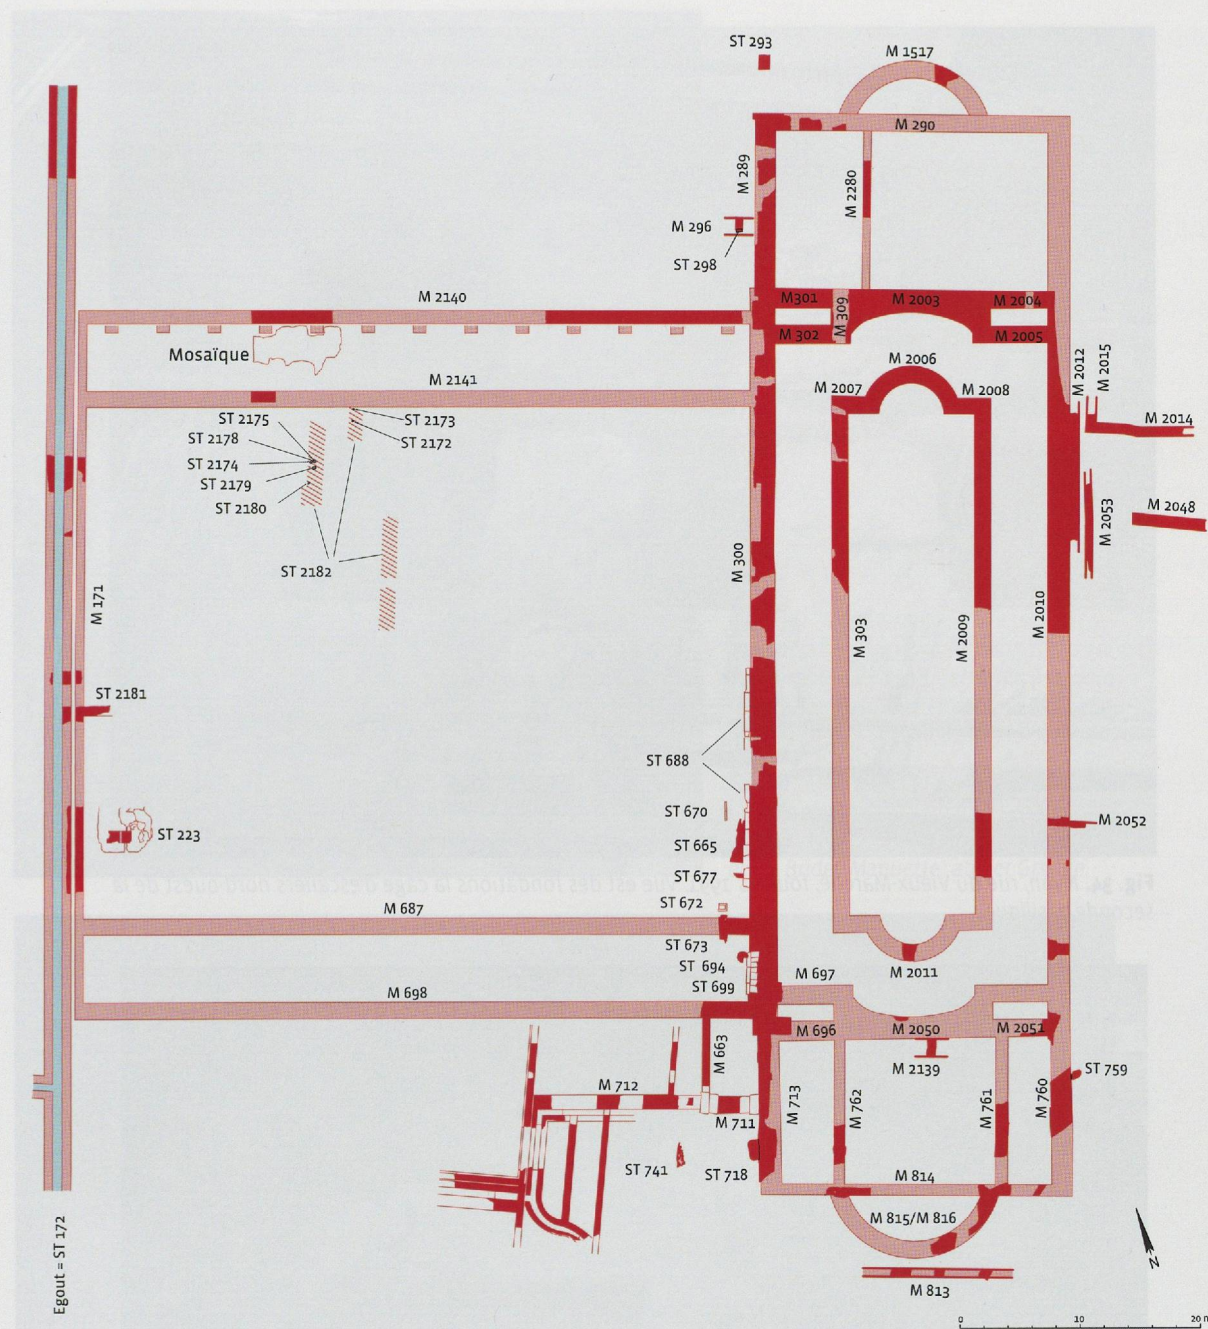 ST 293
M 1517
M 290
M 289
M 2280
M 296
ST 298
M 2140
M301
M 309
M 2003
M 2004
M 302
M 2005
Mosaïque
M 2141
M 2006
M 2007
M 2008
M 2012
M 2015
M 2014
ST 2175
ST 2173
ST 2178
ST 2172
ST 2174
ST 2179
ST 2180
M 2053
M 2048
ST 2182
M 300
M 171
M 303
M 2009
M 2010
ST 2181
ST 688
ST 670
ST 223
ST 665
M 2052
ST 677
M 687
ST 672
ST 673
ST 694
M 697
M 2011
M 698
ST 699
M 696
M 2050
M 2051
M 663
M 2139
ST 759
M 712
M 711
M 713
M 762
M 761
M 760
ST 741
ST 718
M 814
M 815/M 816
Egout = ST 172
N
M 813
0 10 20 m